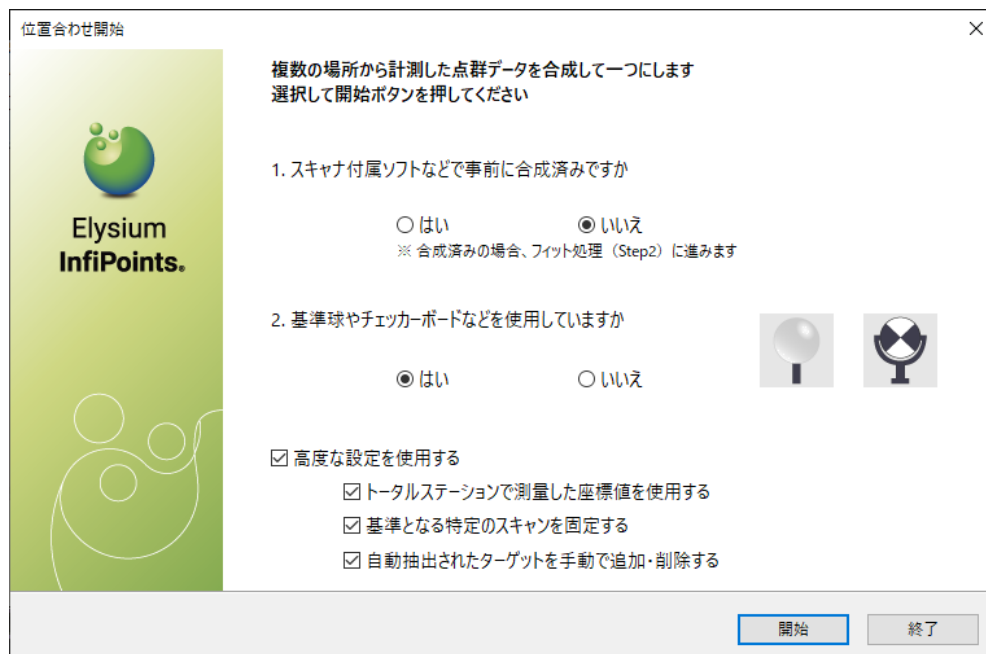 位置合わせ開始
複数の場所から計測した点群データを合成して一つにします
選択して開始ボタンを押してください
Elysium
InfiPoints.
1. スキャナ付属ソフトなどで事前に合成済みですか
はい
いいえ
※ 合成済みの場合、フィット処理（Step2）に進みます
2. 基準球やチェッカーボードなどを使用していますか
はい
いいえ
高度な設定を使用する
トータルステーションで測量した座標値を使用する
基準となる特定のスキャンを固定する
自動抽出されたターゲットを手動で追加・削除する
開始
終了